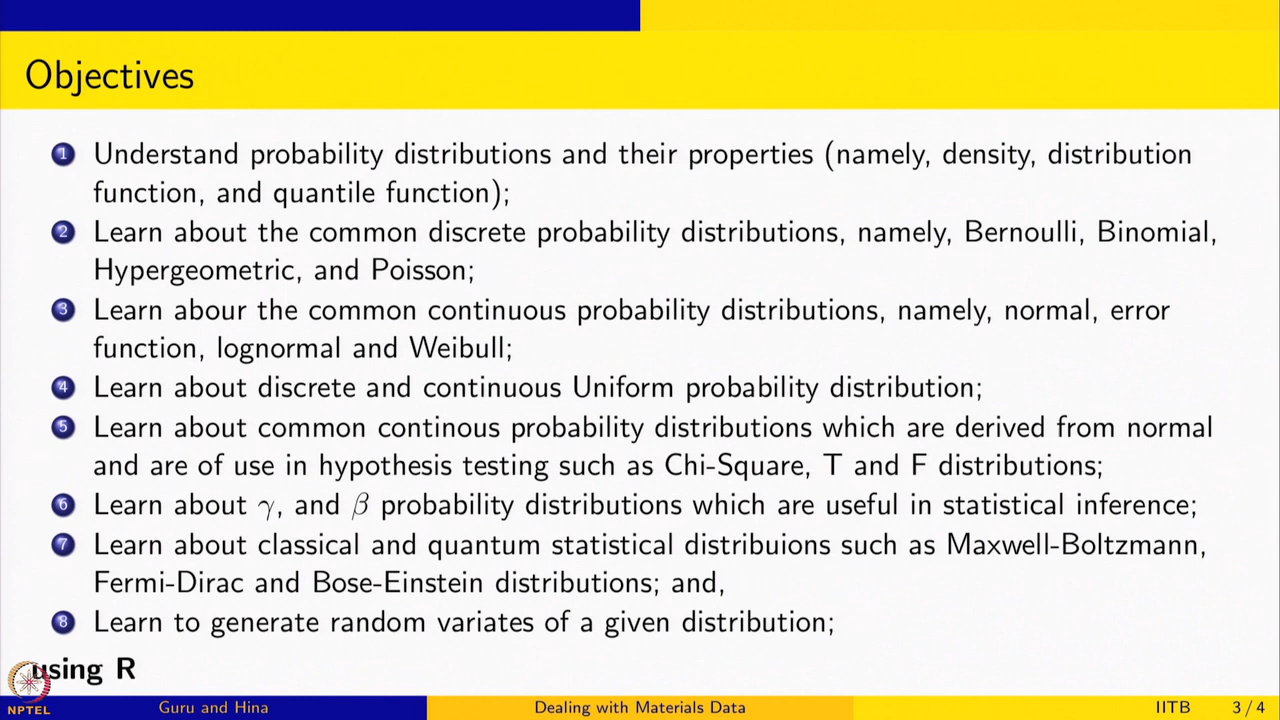 Objectives
1 Understand probability distributions and their properties (namely, density, distribution
function, and quantile function);
2 Learn about the common discrete probability distributions, namely, Bernoulli, Binomial,
Hypergeometric, and Poisson;
3 Learn abour the common continuous probability distributions, namely, normal, error
function, lognormal and Weibull;
4 Learn about discrete and continuous Uniform probability distribution;
5 Learn about common continous probability distributions which are derived from normal
and are of use in hypothesis testing such as Chi-Square, T and F distributions;
6 Learn about γ, and β probability distributions which are useful in statistical inference;
7 Learn about classical and quantum statistical distribuions such as Maxwell-Boltzmann,
Fermi-Dirac and Bose-Einstein distributions; and,
8 Learn to generate random variates of a given distribution;
using R
NPTEL
Guru and Hina Dealing with Materials Data IITB 3 / 4